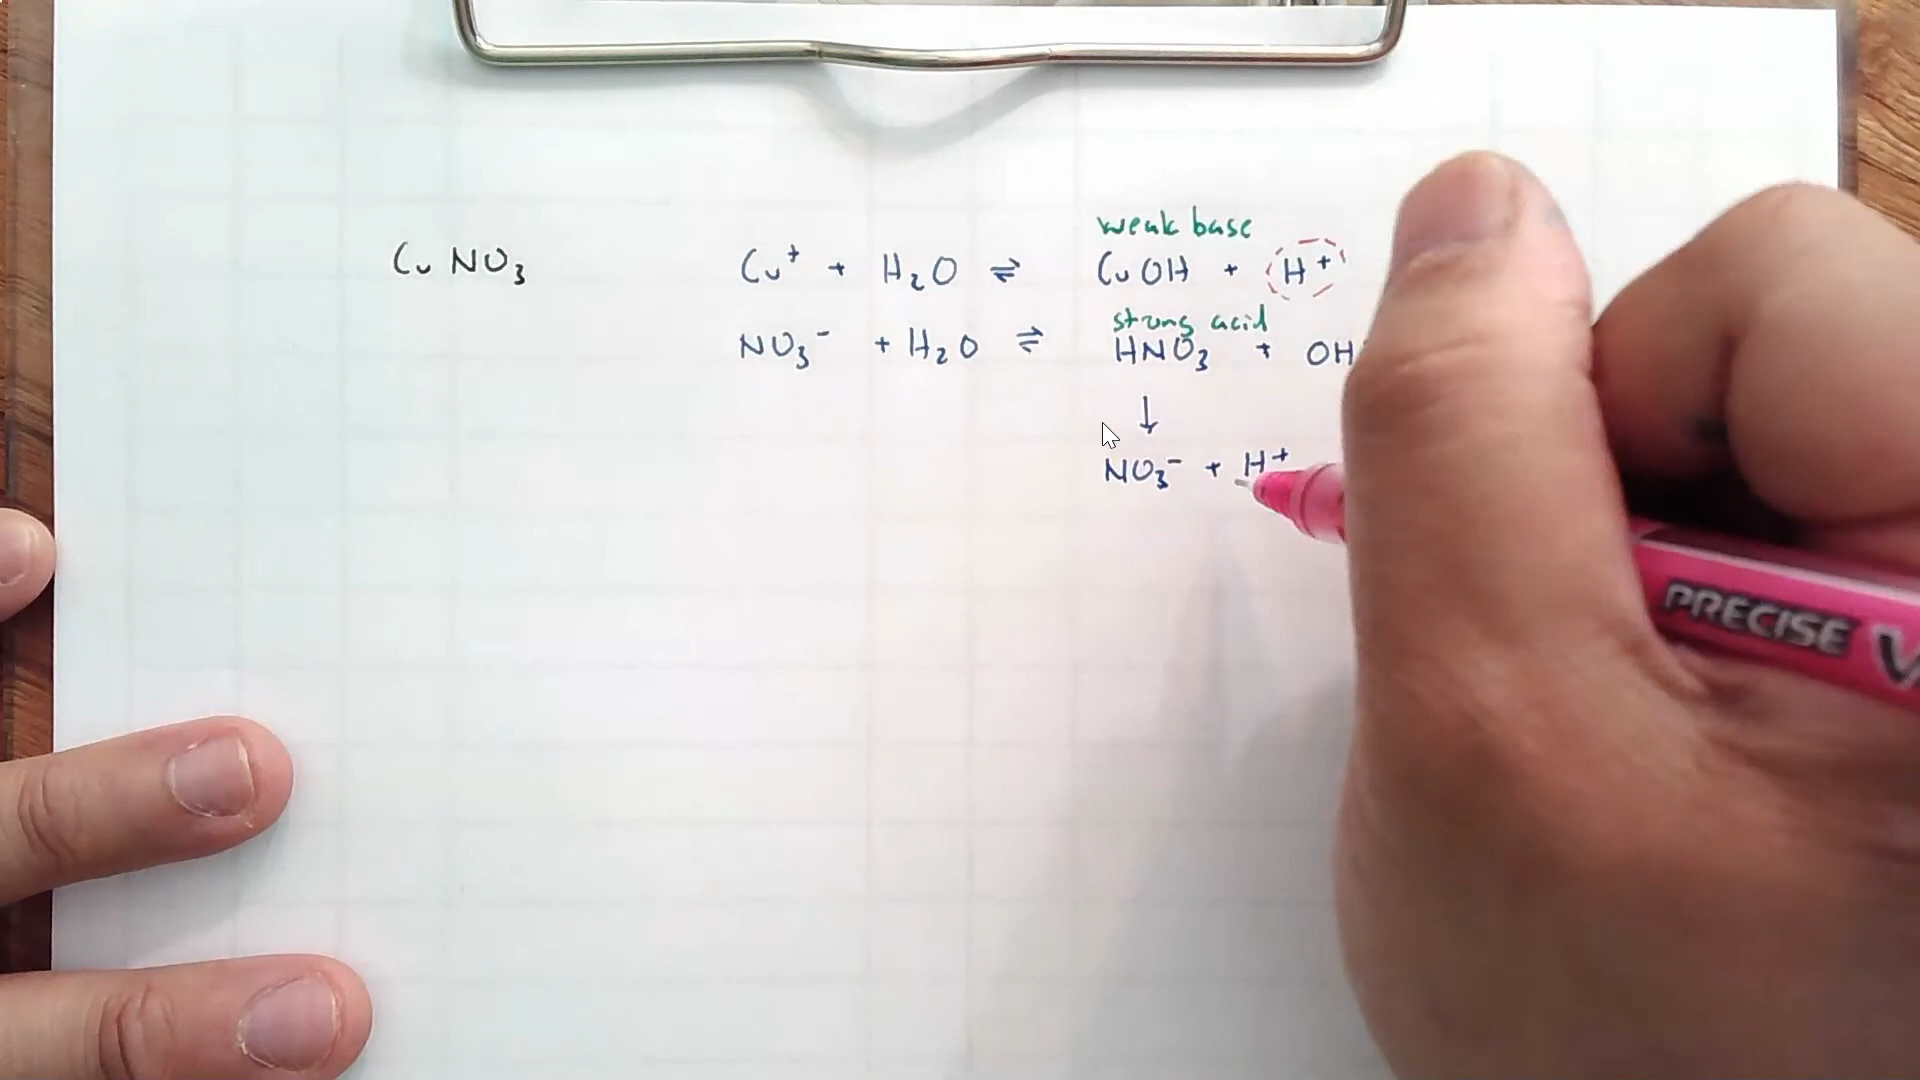 weak base
CuNO₃ Cu⁺ + H₂O ⇌ CuOH + H⁺
strong acid
NO₃⁻ + H₂O ⇌ HNO₃ + OH
↓
NO₃⁻ + H⁺
PRECISE V